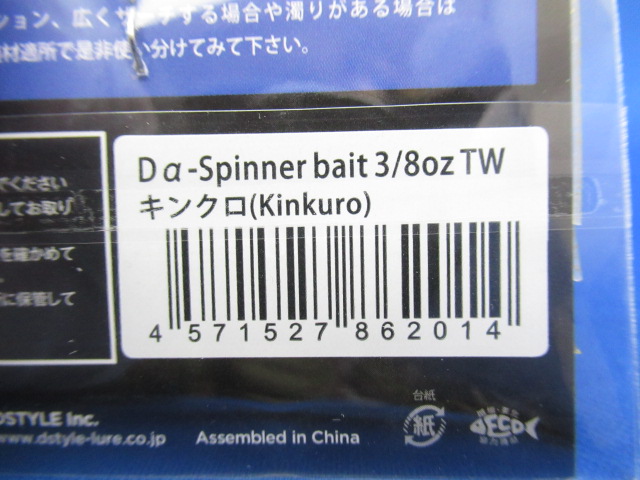 ション、広くサーチする場合や濁りがある場合は
材適所で是非使い分けてみて下さい。
てください
してお取り
を確かめて
に保管して
Dα-Spinner bait 3/8oz TW
キンクロ(Kinkuro)
4 571527 862014
DSTYLE Inc.
www.dstyle-lure.co.jp
Assembled in China
台紙
紙
ECO